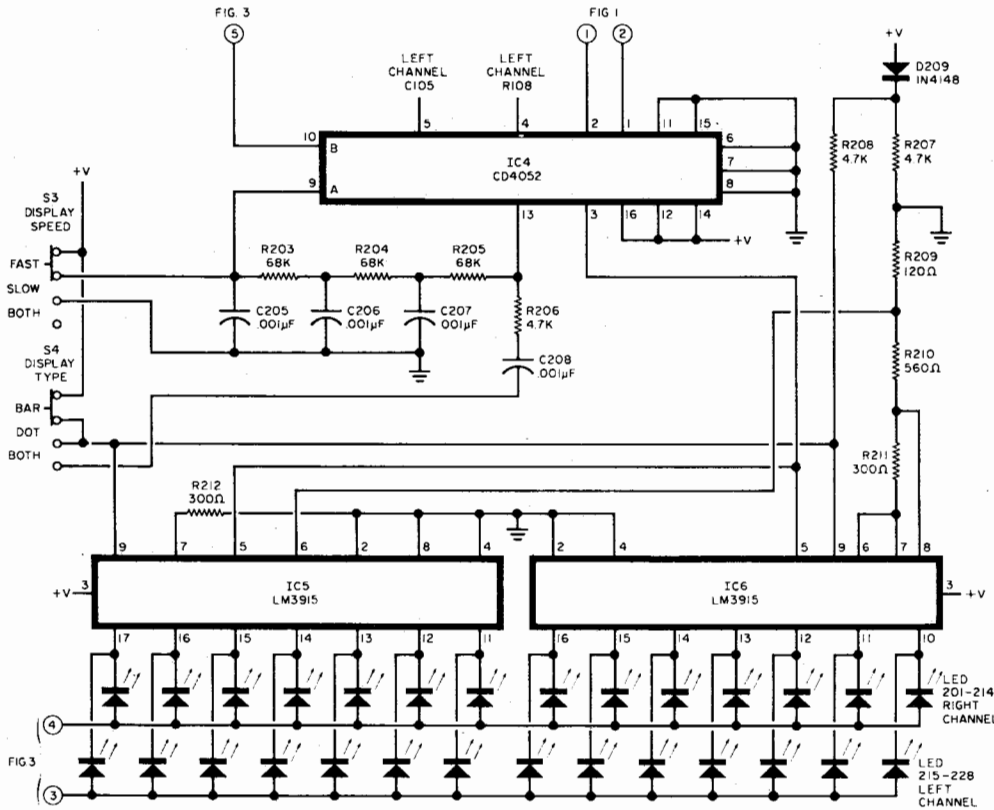 FIG. 3
5
FIG 1
1
2
LEFT
CHANNEL
C105
LEFT
CHANNEL
R108
+V
D209
1N4148
5
4
2
1
11
15
10
B
9
A
IC4
CD4052
6
7
8
13
3
16
12
14
+V
R208
4.7K
R207
4.7K
+V
S3
DISPLAY
SPEED
FAST
SLOW
BOTH
S4
DISPLAY
TYPE
BAR
DOT
BOTH
R203
68K
R204
68K
R205
68K
C205
.001µF
C206
.001µF
C207
001µF
R206
4.7K
C208
.001µF
R209
120Ω
R210
560Ω
R211
300Ω
R212
300Ω
9
7
5
6
2
8
4
2
4
5
9
6
7
8
+V
3
IC5
LM3915
IC6
LM3915
3
+V
17
16
15
14
13
12
11
16
15
14
13
12
11
10
LED
201-214
RIGHT
CHANNEL
4
FIG 3
3
LED
215-228
LEFT
CHANNEL